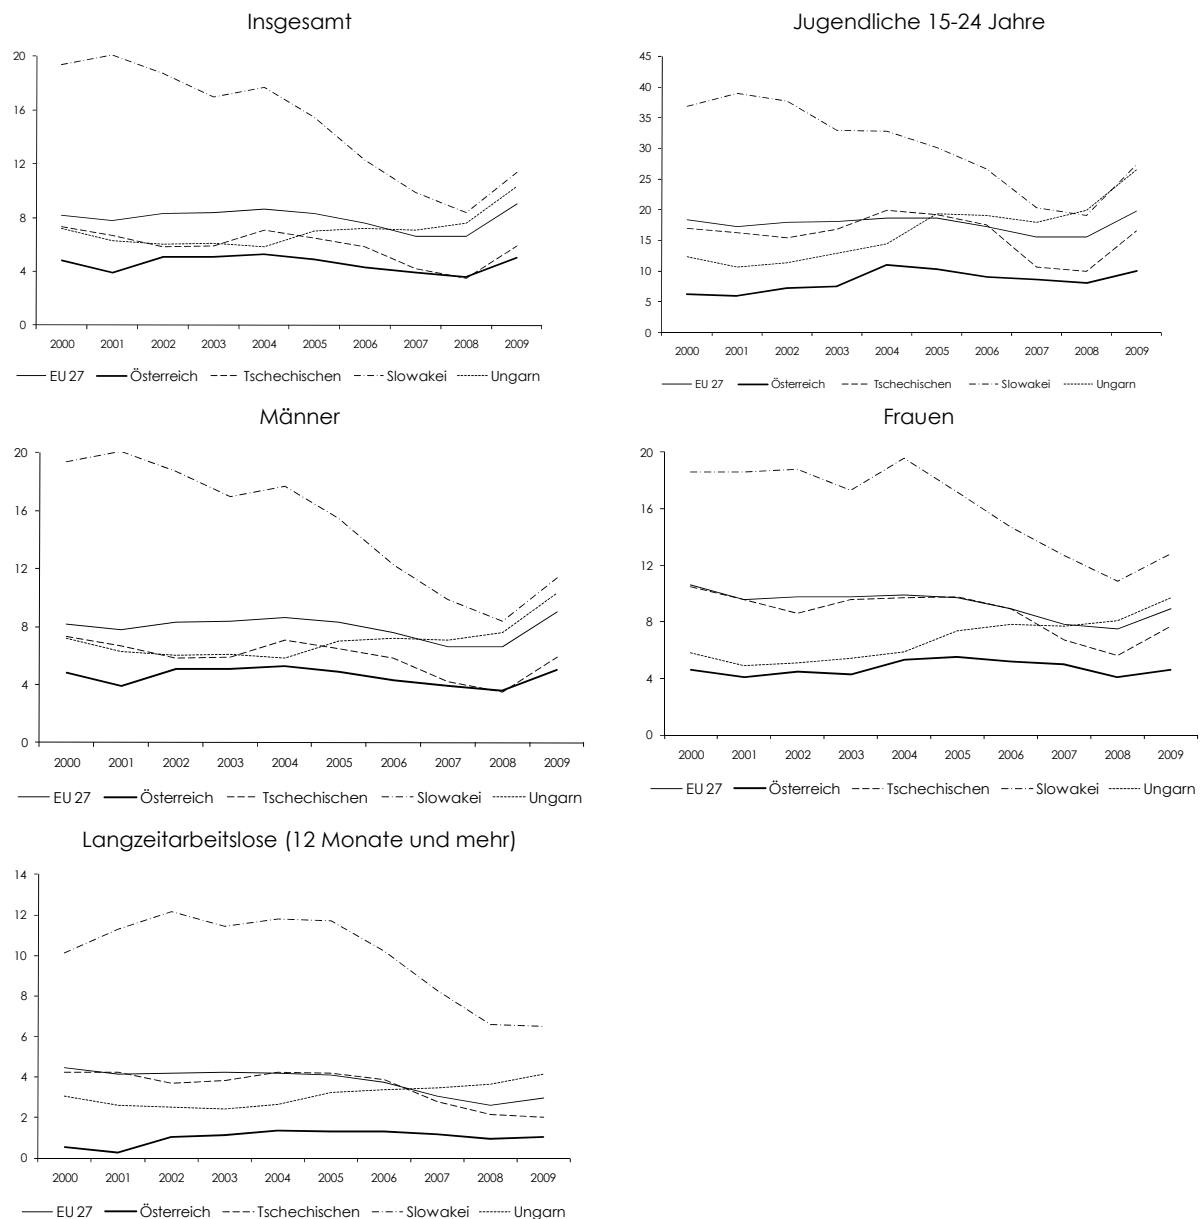 Insgesamt
20
16
12
8
4
0
2000 2001 2002 2003 2004 2005 2006 2007 2008 2009
EU 27 Österreich Tschechischen Slowakei Ungarn
Jugendliche 15-24 Jahre
45
40
35
30
25
20
15
10
5
0
2000 2001 2002 2003 2004 2005 2006 2007 2008 2009
EU 27 Österreich Tschechischen Slowakei Ungarn
Männer
20
16
12
8
4
0
2000 2001 2002 2003 2004 2005 2006 2007 2008 2009
EU 27 Österreich Tschechischen Slowakei Ungarn
Frauen
20
16
12
8
4
0
2000 2001 2002 2003 2004 2005 2006 2007 2008 2009
EU 27 Österreich Tschechischen Slowakei Ungarn
Langzeitarbeitslose (12 Monate und mehr)
14
12
10
8
6
4
2
0
2000 2001 2002 2003 2004 2005 2006 2007 2008 2009
EU 27 Österreich Tschechischen Slowakei Ungarn